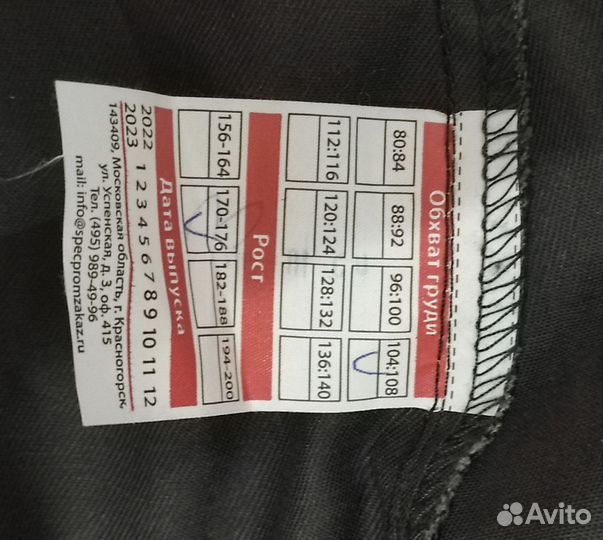 Обхват груди
80:84 88:92 96:100 104:108
112:116 120:124 128:132 136:140
Рост
156-164 170-176 182-188 194-200
Дата выпуска
2022 1 2 3 4 5 6 7 8 9 10 11 12
2023
143409, Московская область, г. Красногорск,
ул. Успенская, д. 3, оф. 415
Тел. (495) 989-49-96
mail: info@specpromzakaz.ru
Avito